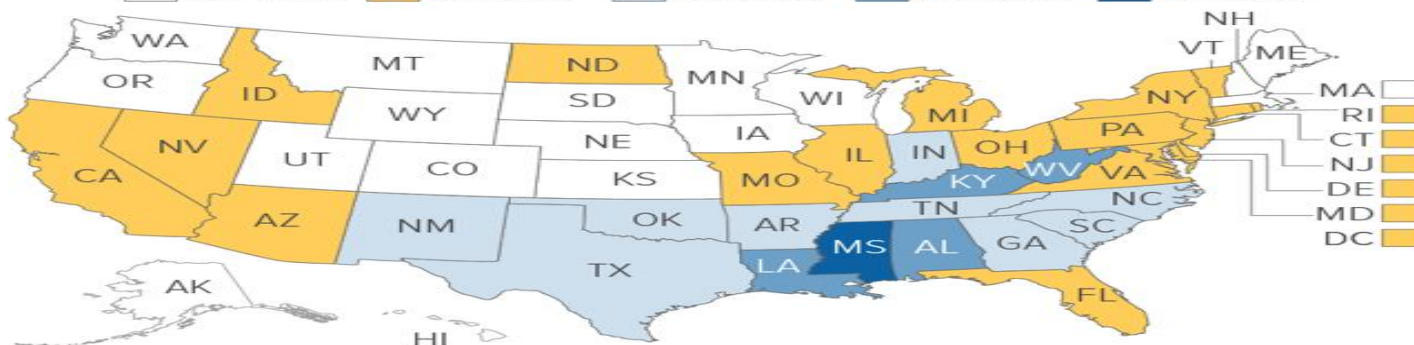 NH
WA
VT
ME
MT
ND
MN
OR
MA
ID
SD
WI
NY
RI
WY
MI
CT
IA
PA
NE
NV
IL
IN
OH
NJ
UT
CO
WV
CA
KS
MO
VA
DE
KY
MD
NC
TN
OK
AR
AZ
NM
SC
DC
MS
AL
GA
LA
TX
AK
FL
HI